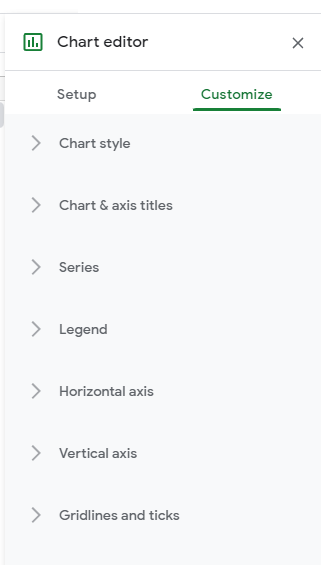 Chart editor
Setup Customize
Chart style
Chart & axis titles
Series
Legend
Horizontal axis
Vertical axis
Gridlines and ticks